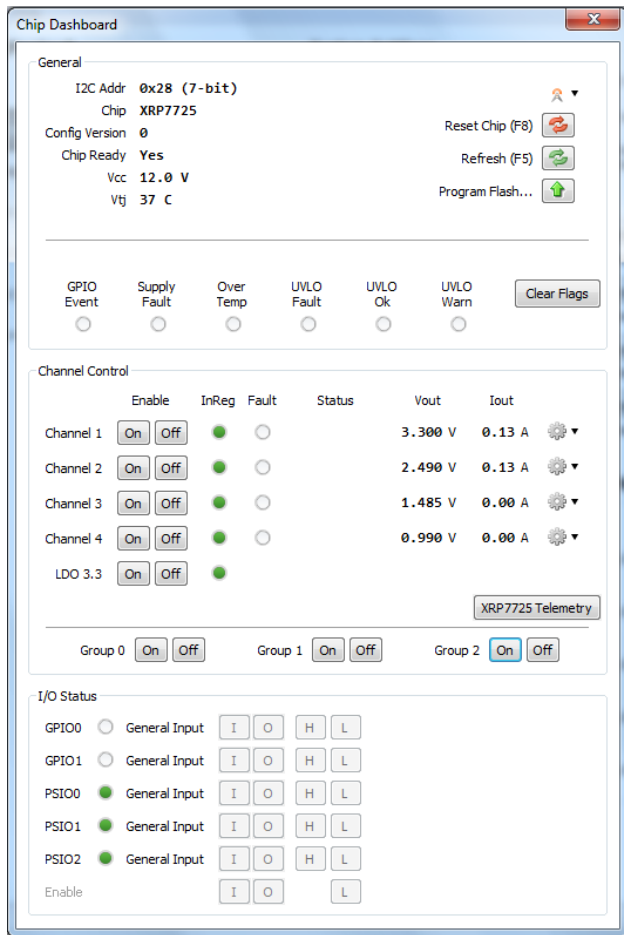 Chip Dashboard
General
I2C Addr 0x28 (7-bit)
Chip XRP7725
Config Version 0
Chip Ready Yes
Vcc 12.0 V
Vtj 37 C
Reset Chip (F8)
Refresh (F5)
Program Flash...
GPIO Event
Supply Fault
Over Temp
UVLO Fault
UVLO Ok
UVLO Warn
Clear Flags
Channel Control
Enable InReg Fault Status Vout Iout
Channel 1 On Off 3.300 V 0.13 A
Channel 2 On Off 2.490 V 0.13 A
Channel 3 On Off 1.485 V 0.00 A
Channel 4 On Off 0.990 V 0.00 A
LDO 3.3 On Off
XRP7725 Telemetry
Group 0 On Off Group 1 On Off Group 2 On Off
I/O Status
GPIO0 General Input I O H L
GPIO1 General Input I O H L
PSIO0 General Input I O H L
PSIO1 General Input I O H L
PSIO2 General Input I O H L
Enable I O L